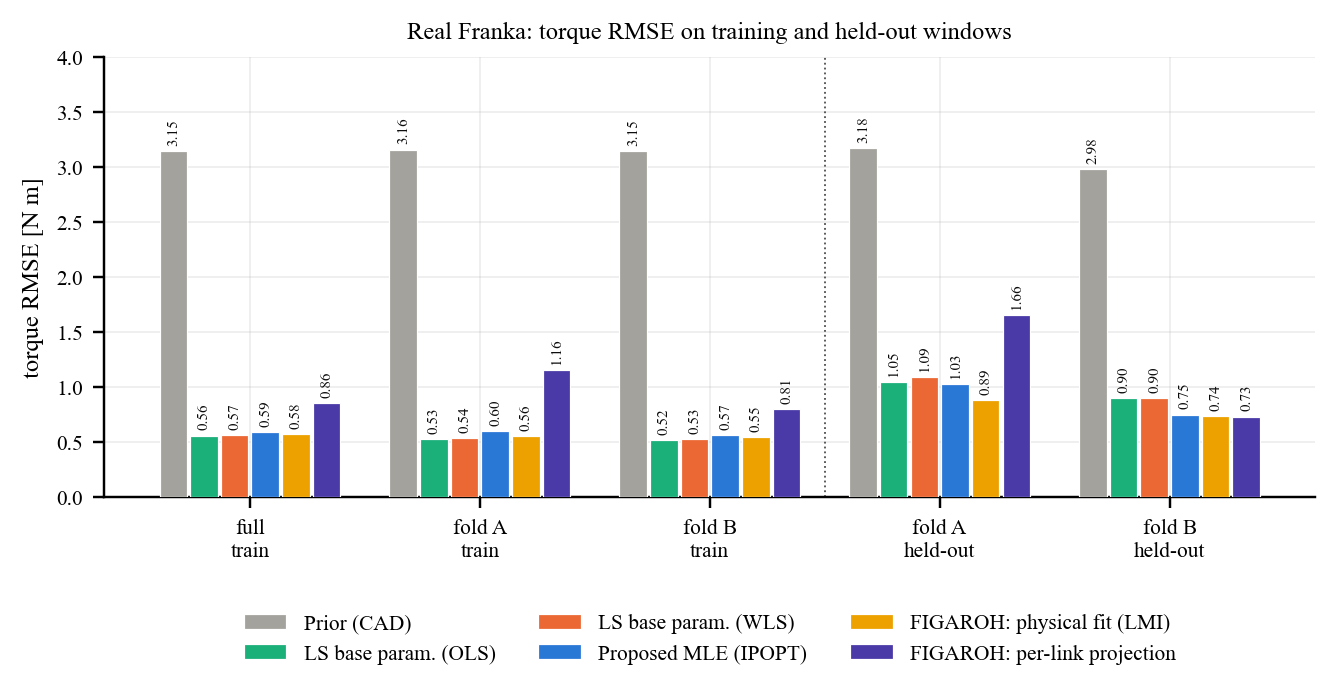 Real Franka: torque RMSE on training and held-out windows
torque RMSE [N m]
4.0
3.5
3.0
2.5
2.0
1.5
1.0
0.5
0.0
3.15
0.56
0.57
0.59
0.58
0.86
3.16
0.53
0.54
0.60
0.56
1.16
3.15
0.52
0.53
0.57
0.55
0.81
3.18
1.05
1.09
1.03
0.89
1.66
2.98
0.90
0.90
0.75
0.74
0.73
full
train
fold A
train
fold B
train
fold A
held-out
fold B
held-out
Prior (CAD)
LS base param. (OLS)
LS base param. (WLS)
Proposed MLE (IPOPT)
FIGAROH: physical fit (LMI)
FIGAROH: per-link projection